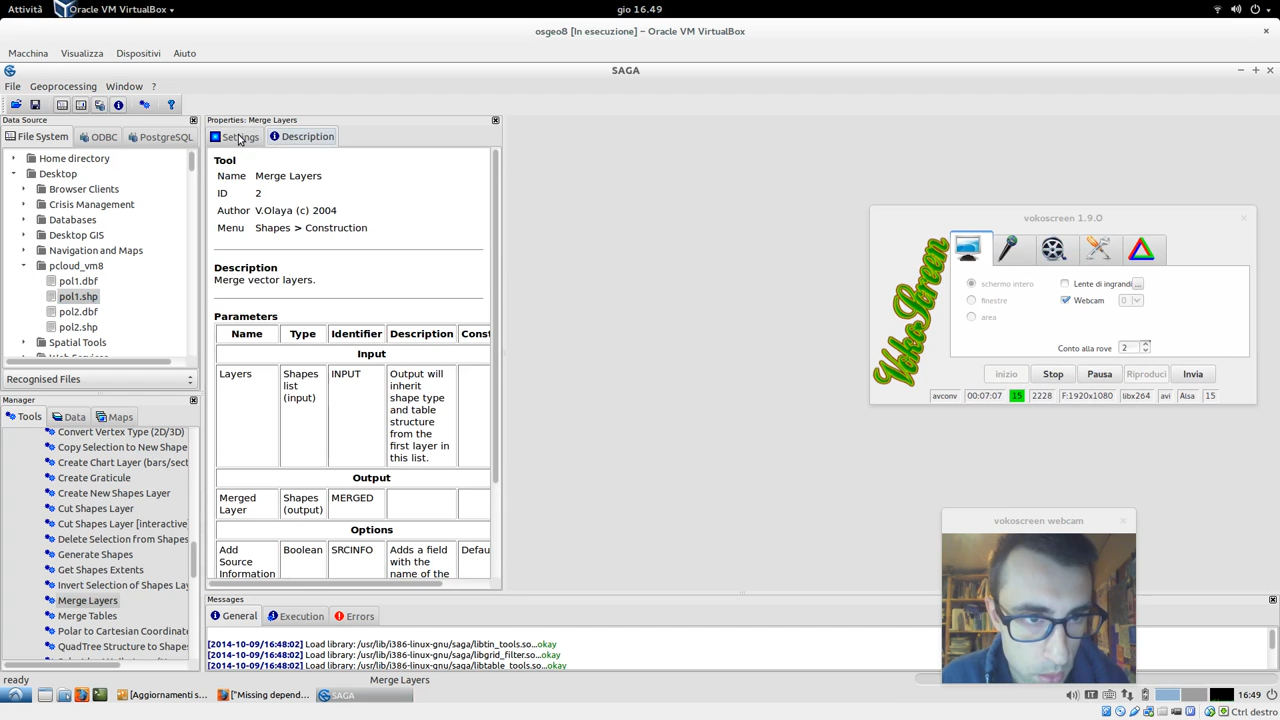 Attività Oracle VM VirtualBox gio 16.49
osgeo8 [In esecuzione] – Oracle VM VirtualBox
Macchina Visualizza Dispositivi Aiuto
SAGA
File Geoprocessing Window ?
Data Source
File System ODBC PostgreSQL
Home directory
Desktop
Browser Clients
Crisis Management
Databases
Desktop GIS
Navigation and Maps
pcloud_vm8
pol1.dbf
pol1.shp
pol2.dbf
pol2.shp
Spatial Tools
Recognised Files
Manager
Tools Data Maps
Convert Vertex Type (2D/3D)
Copy Selection to New Shape
Create Chart Layer (bars/sect
Create Graticule
Create New Shapes Layer
Cut Shapes Layer
Cut Shapes Layer [interactive
Delete Selection from Shapes
Generate Shapes
Get Shapes Extents
Invert Selection of Shapes La
Merge Layers
Merge Tables
Polar to Cartesian Coordinate
QuadTree Structure to Shapes
ready
Properties: Merge Layers
Settings Description
Tool
Name Merge Layers
ID 2
Author V.Olaya (c) 2004
Menu Shapes > Construction
Description
Merge vector layers.
Parameters
Name Type Identifier Description Const
Input
Layers Shapes list (input) INPUT Output will inherit shape type and table structure from the first layer in this list.
Output
Merged Layer Shapes (output) MERGED
Options
Add Source Information Boolean SRCINFO Adds a field with the name of the Defau
Messages
General Execution Errors
[2014-10-09/16:48:02] Load library: /usr/lib/i386-linux-gnu/saga/libtin_tools.so...okay
[2014-10-09/16:48:02] Load library: /usr/lib/i386-linux-gnu/saga/libgrid_filter.so...okay
[2014-10-09/16:48:02] Load library: /usr/lib/i386-linux-gnu/saga/libtable_tools.so...okay
Merge Layers
vokoscreen 1.9.0
VokoScreen
schermo intero
finestre
area
Lente di ingrandi ...
Webcam 0
Conto alla rove 2
inizio Stop Pausa Riproduci Invia
avconv 00:07:07 15 2228 F:1920x1080 libx264 avi Alsa 15
vokoscreen webcam
[Aggiornamenti s... ["Missing depend... SAGA
IT 16:49
Ctrl destro